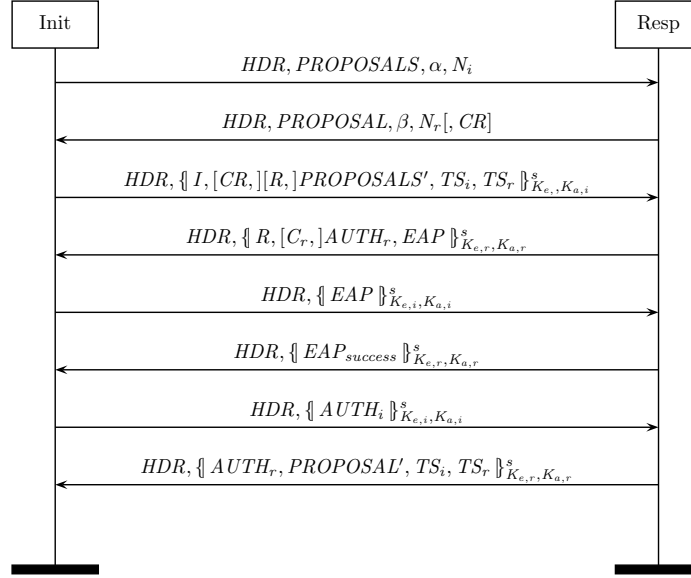 Init
Resp
HDR, PROPOSALS, α, N_i
HDR, PROPOSAL, β, N_r[, CR]
HDR, {[ I, [CR, ][R, ]PROPOSALS′, TS_i, TS_r ]}^s_{K_{e,}, K_{a,i}}
HDR, {[ R, [C_r, ]AUTH_r, EAP ]}^s_{K_{e,r}, K_{a,r}}
HDR, {[ EAP ]}^s_{K_{e,i}, K_{a,i}}
HDR, {[ EAP_{success} ]}^s_{K_{e,r}, K_{a,r}}
HDR, {[ AUTH_i ]}^s_{K_{e,i}, K_{a,i}}
HDR, {[ AUTH_r, PROPOSAL′, TS_i, TS_r ]}^s_{K_{e,r}, K_{a,r}}